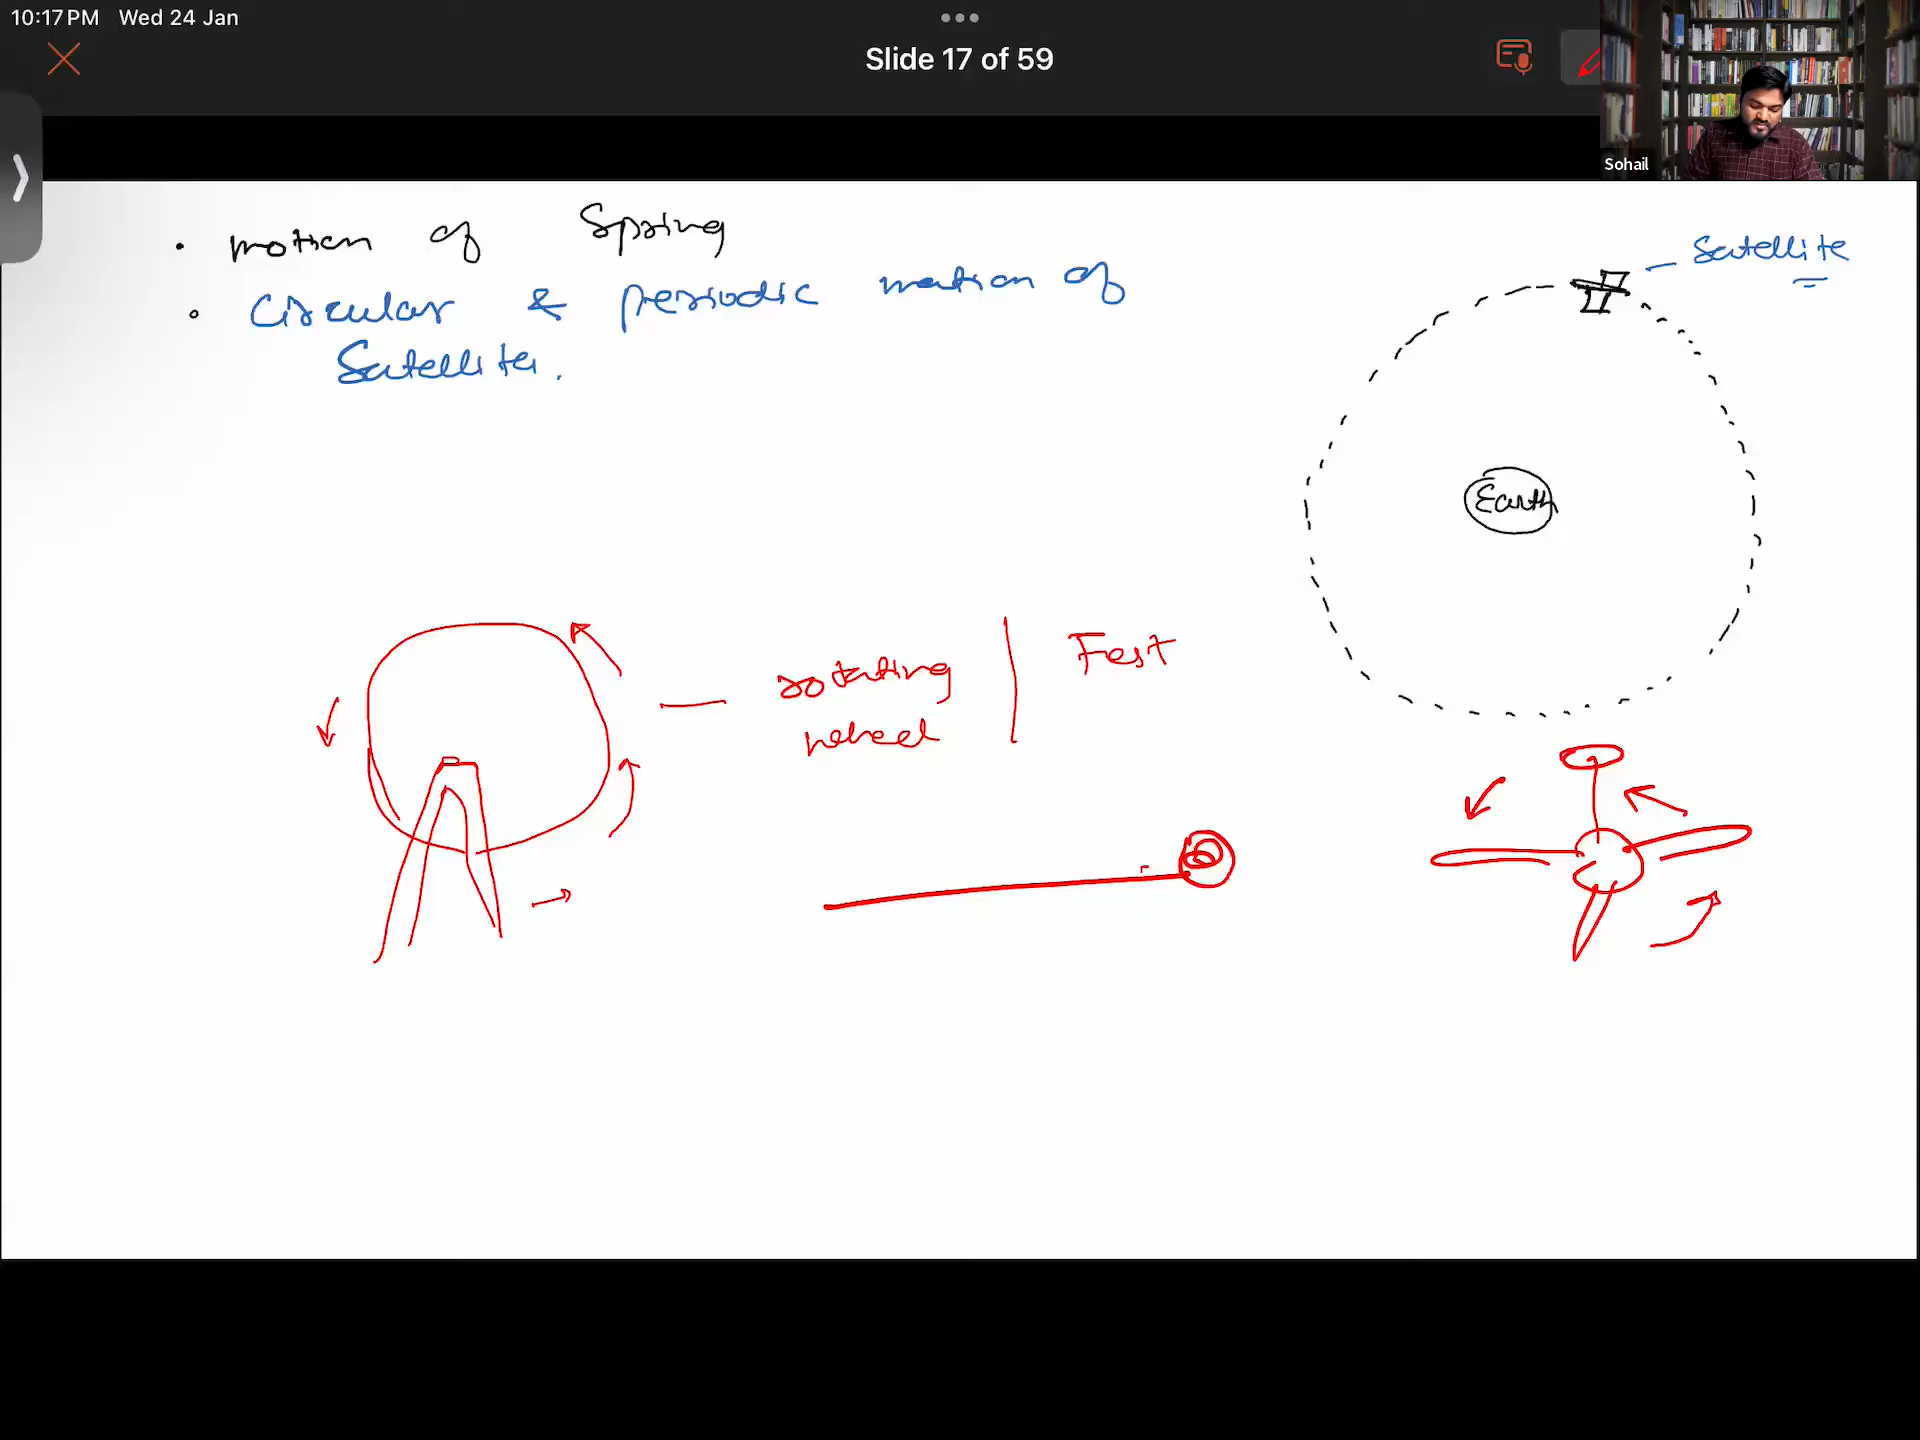 10:17 PM Wed 24 Jan
Slide 17 of 59
Sohail
• motion of Spring
• Circular & periodic motion of
Satellite.
Satellite
Earth
rotating
wheel
Fest